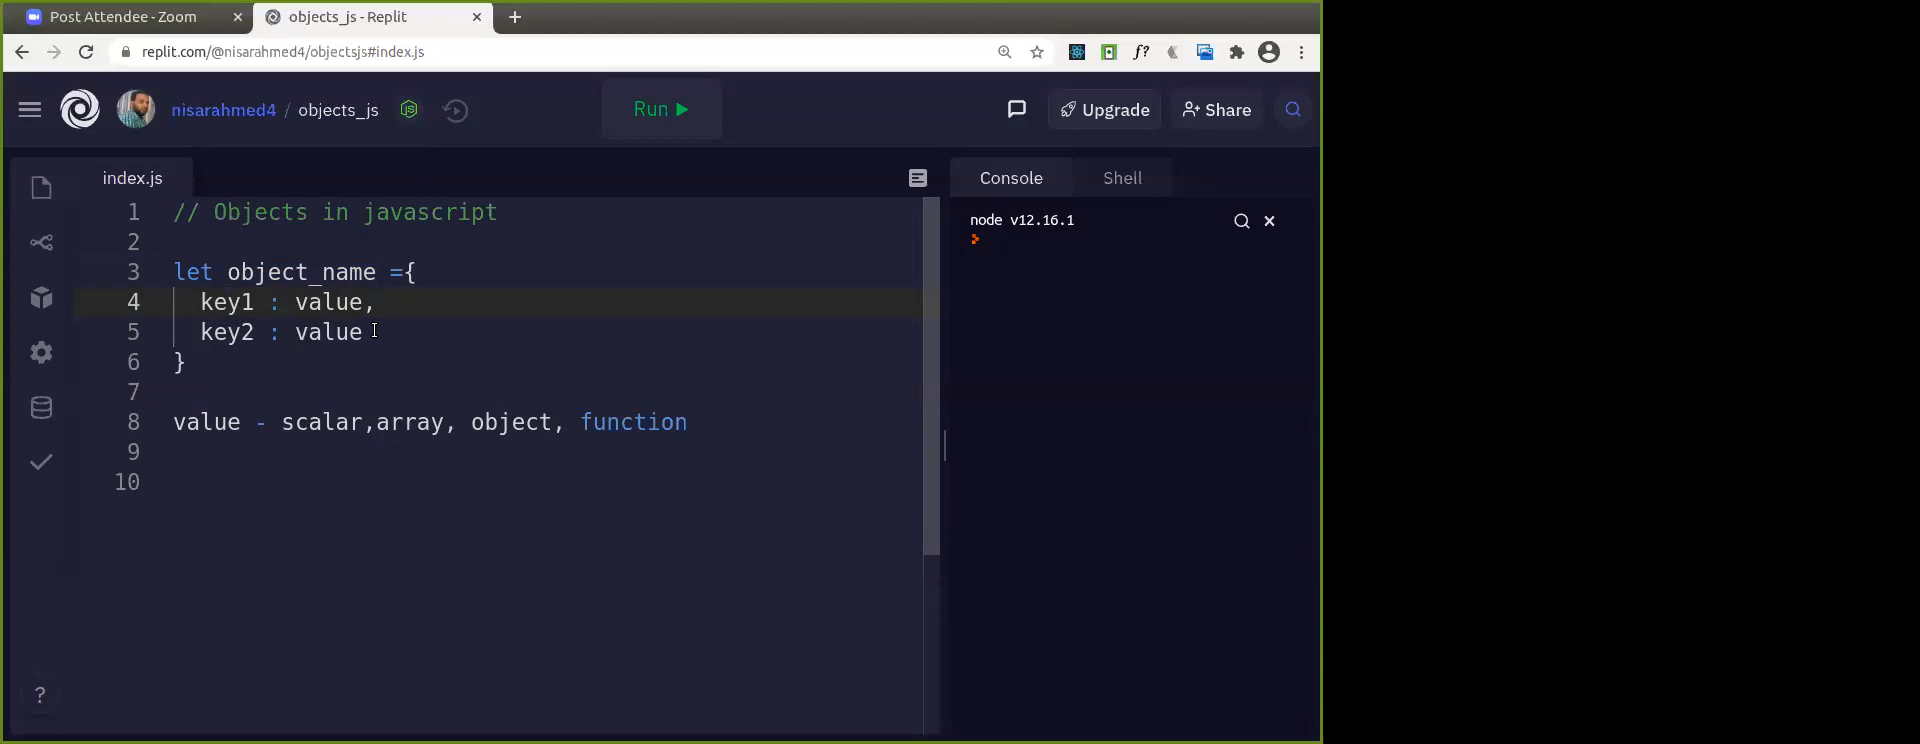 Post Attendee - Zoom
objects_js - Replit
replit.com/@nisarahmed4/objectsjs#index.js
f?
nisarahmed4 / objects_js
Run
Upgrade
Share
index.js
Console
Shell
1 // Objects in javascript
2
3 let object_name ={
4 key1 : value,
5 key2 : value
6 }
7
8 value - scalar,array, object, function
9
10
node v12.16.1
?